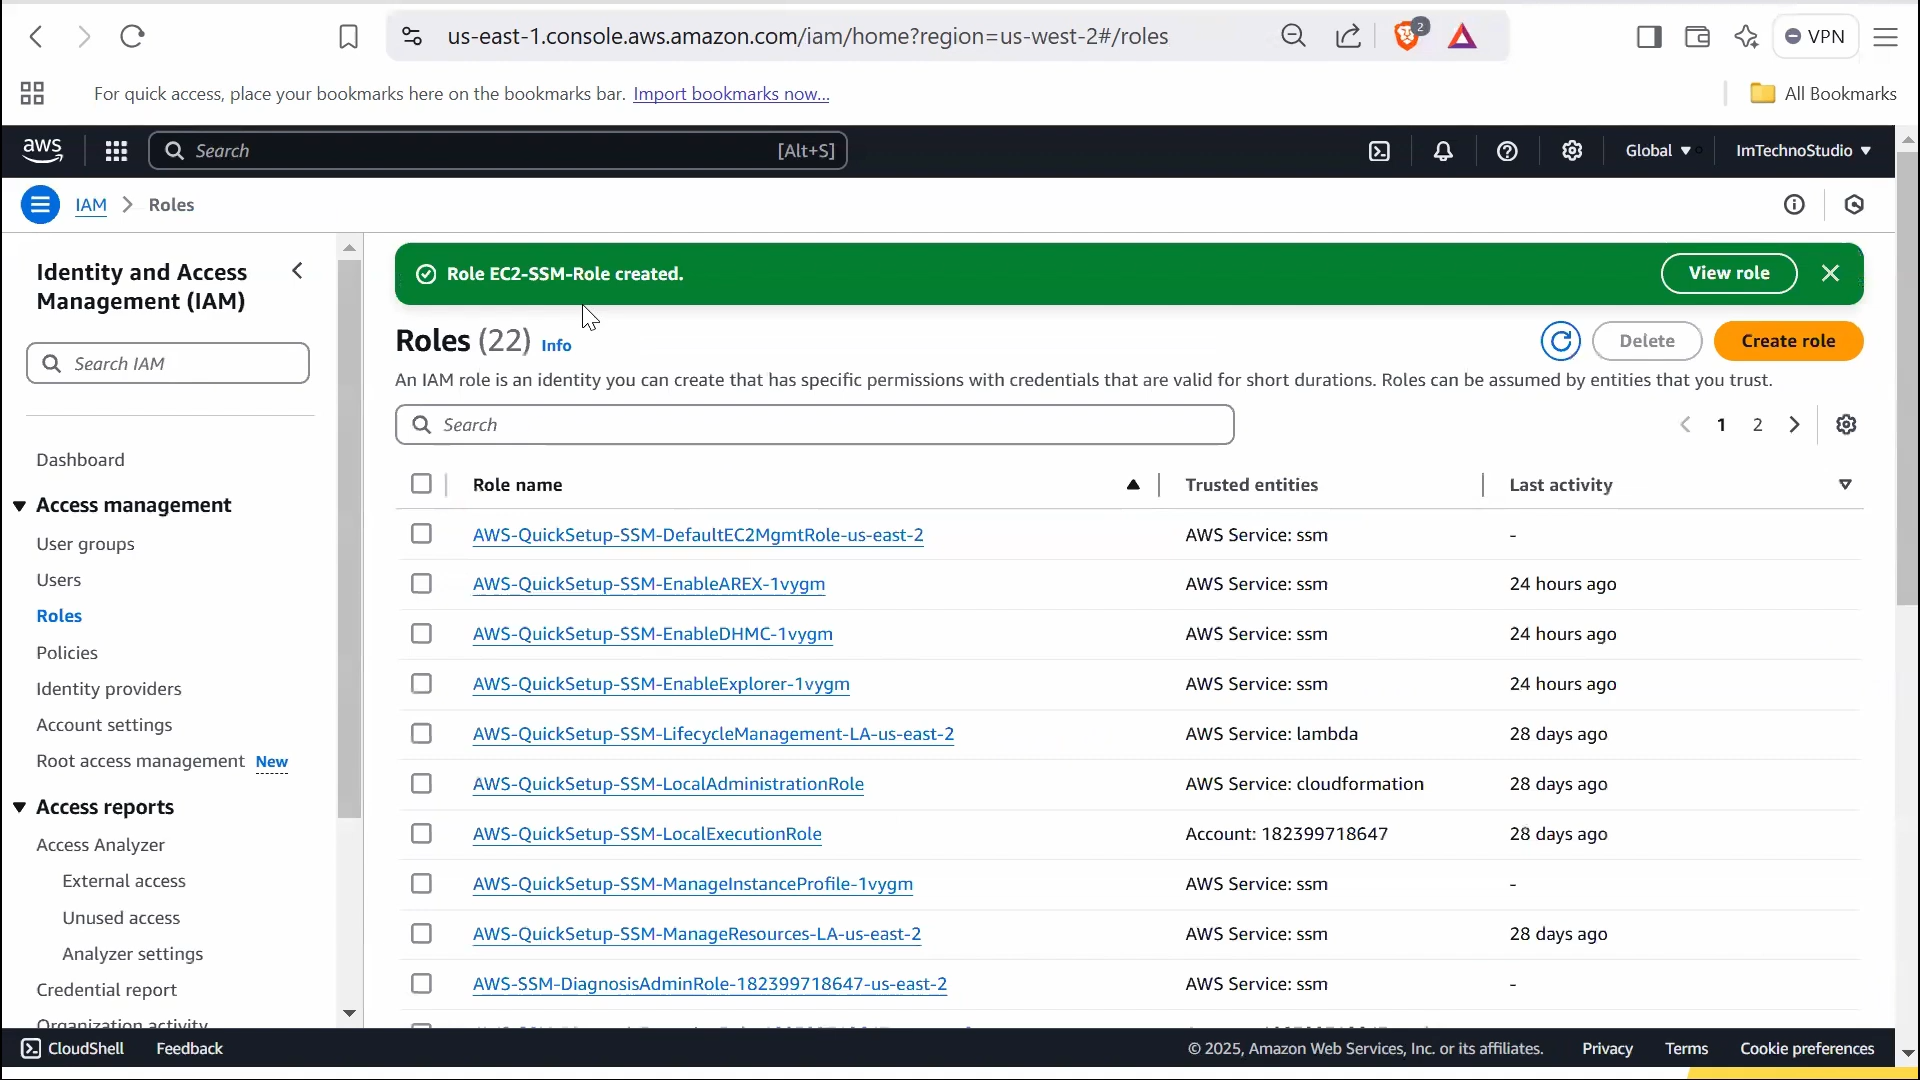 us-east-1.console.aws.amazon.com/iam/home?region=us-west-2#/roles
2
VPN
For quick access, place your bookmarks here on the bookmarks bar. Import bookmarks now...
All Bookmarks
aws
Search
[Alt+S]
Global
ImTechnoStudio
IAM
Roles
Identity and Access
Management (IAM)
Search IAM
Dashboard
Access management
User groups
Users
Roles
Policies
Identity providers
Account settings
Root access management New
Access reports
Access Analyzer
External access
Unused access
Analyzer settings
Credential report
Organization activity
Role EC2-SSM-Role created.
View role
Roles (22) Info
Delete
Create role
An IAM role is an identity you can create that has specific permissions with credentials that are valid for short durations. Roles can be assumed by entities that you trust.
Search
1 2
Role name Trusted entities Last activity
AWS-QuickSetup-SSM-DefaultEC2MgmtRole-us-east-2 AWS Service: ssm -
AWS-QuickSetup-SSM-EnableAREX-1vygm AWS Service: ssm 24 hours ago
AWS-QuickSetup-SSM-EnableDHMC-1vygm AWS Service: ssm 24 hours ago
AWS-QuickSetup-SSM-EnableExplorer-1vygm AWS Service: ssm 24 hours ago
AWS-QuickSetup-SSM-LifecycleManagement-LA-us-east-2 AWS Service: lambda 28 days ago
AWS-QuickSetup-SSM-LocalAdministrationRole AWS Service: cloudformation 28 days ago
AWS-QuickSetup-SSM-LocalExecutionRole Account: 182399718647 28 days ago
AWS-QuickSetup-SSM-ManageInstanceProfile-1vygm AWS Service: ssm -
AWS-QuickSetup-SSM-ManageResources-LA-us-east-2 AWS Service: ssm 28 days ago
AWS-SSM-DiagnosisAdminRole-182399718647-us-east-2 AWS Service: ssm -
CloudShell
Feedback
© 2025, Amazon Web Services, Inc. or its affiliates.
Privacy
Terms
Cookie preferences